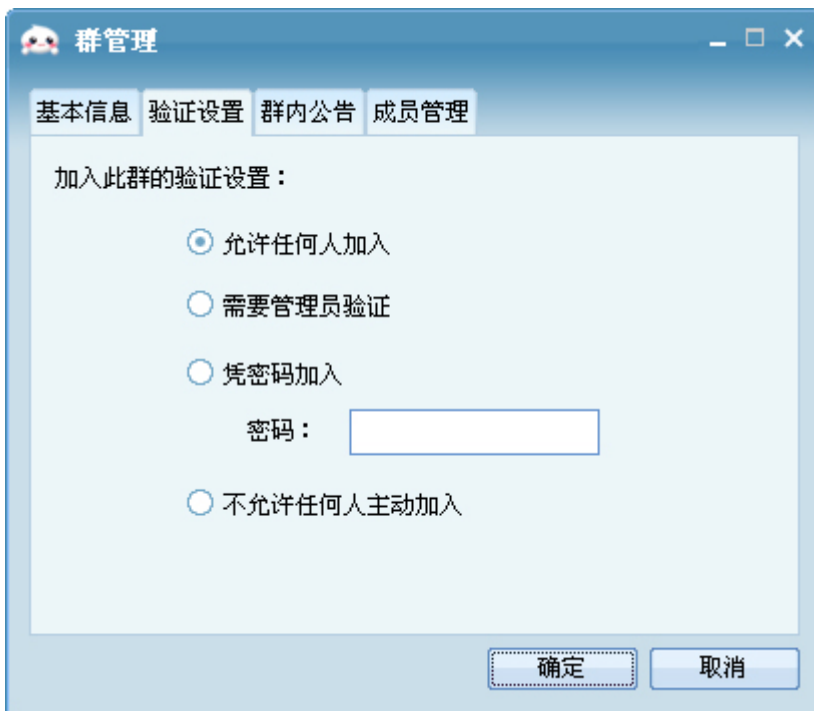 群管理
基本信息 验证设置 群内公告 成员管理
加入此群的验证设置：
允许任何人加入
需要管理员验证
凭密码加入
密码：
不允许任何人主动加入
确定 取消